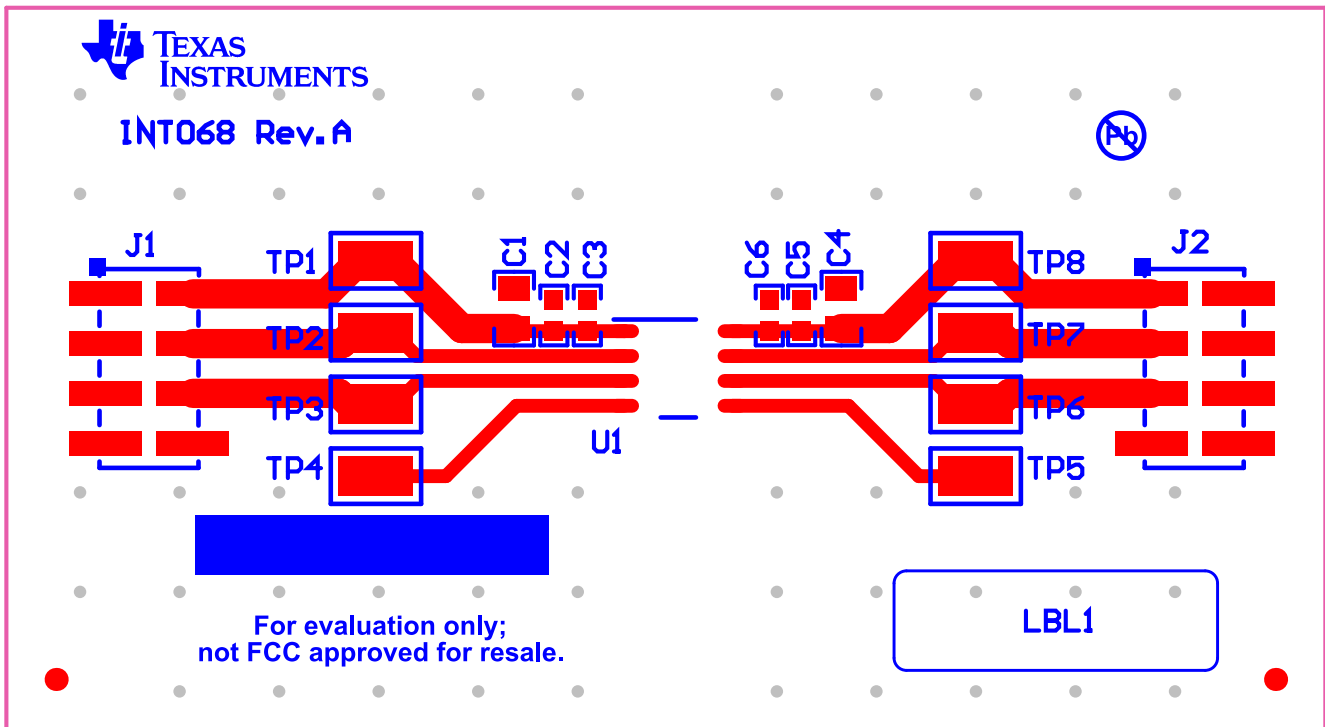 TEXAS
INSTRUMENTS
INT068 Rev. A
Pb
J1
TP1
C1
C2
C3
C6
C5
C4
TP8
J2
TP2
TP7
TP3
TP6
U1
TP4
TP5
For evaluation only;
not FCC approved for resale.
LBL1